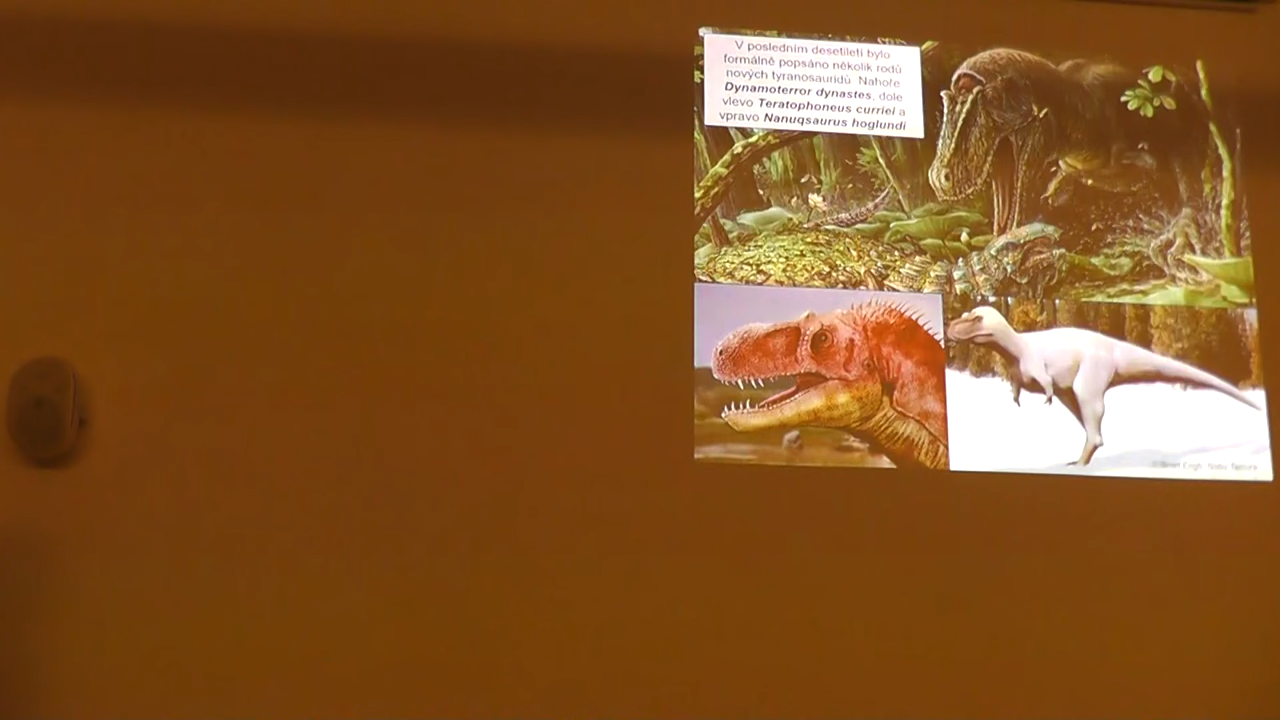 V posledním desetiletí bylo
formálně popsáno několik rodů
nových tyranosauridů. Nahoře
Dynamoterror dynastes, dole
vlevo Teratophoneus curriei a
vpravo Nanuqsaurus hoglundi